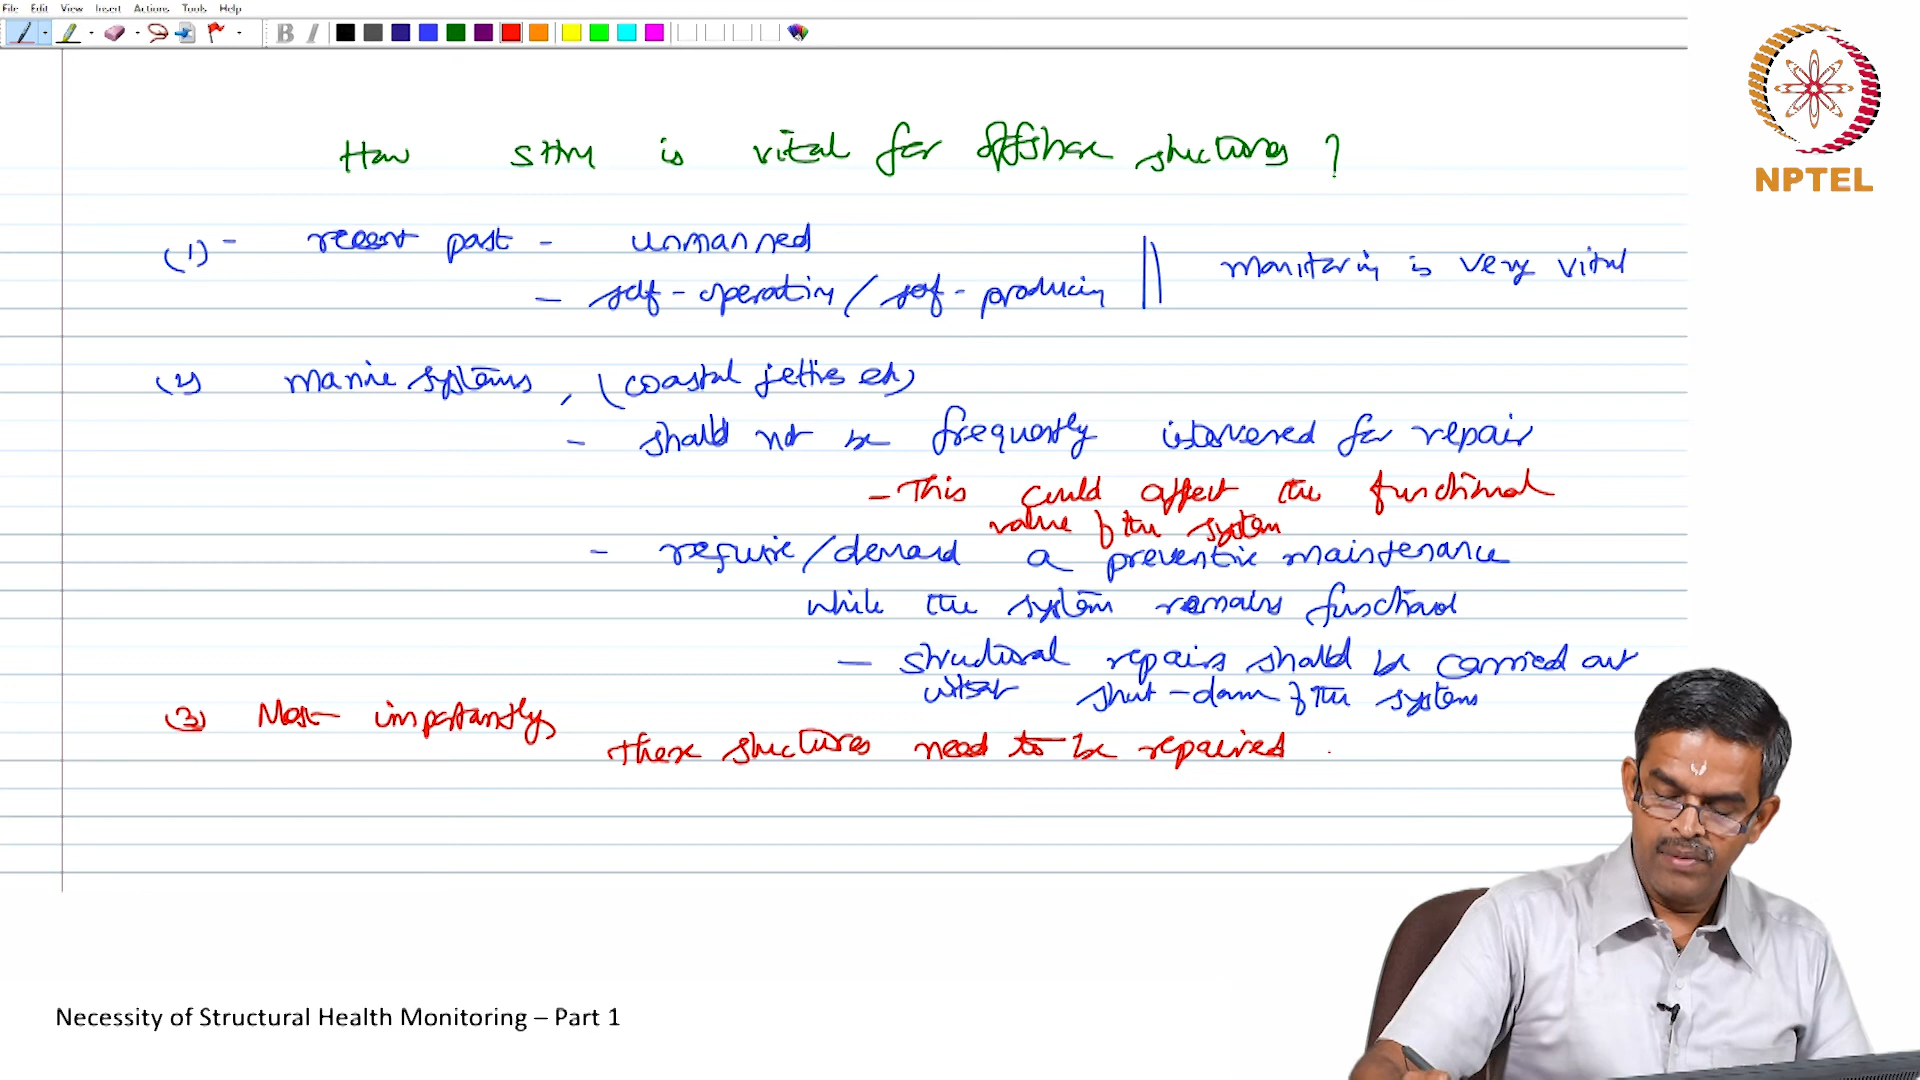 File Edit View Insert Actions Tools Help
B I
NPTEL
How SHM is vital for offshore structures ?
(1) - recent past - unmanned
- self-operating / self-producing || monitoring is very vital
(2) marine systems, (coastal jetties etc)
- should not be frequently intervened for repair
- This could affect the functional
value of the system
- require/demand a preventive maintenance
while the system remains functional
- structural repairs should be carried out
without shut-down of the system
(3) Most importantly
these structures need to be repaired
Necessity of Structural Health Monitoring – Part 1